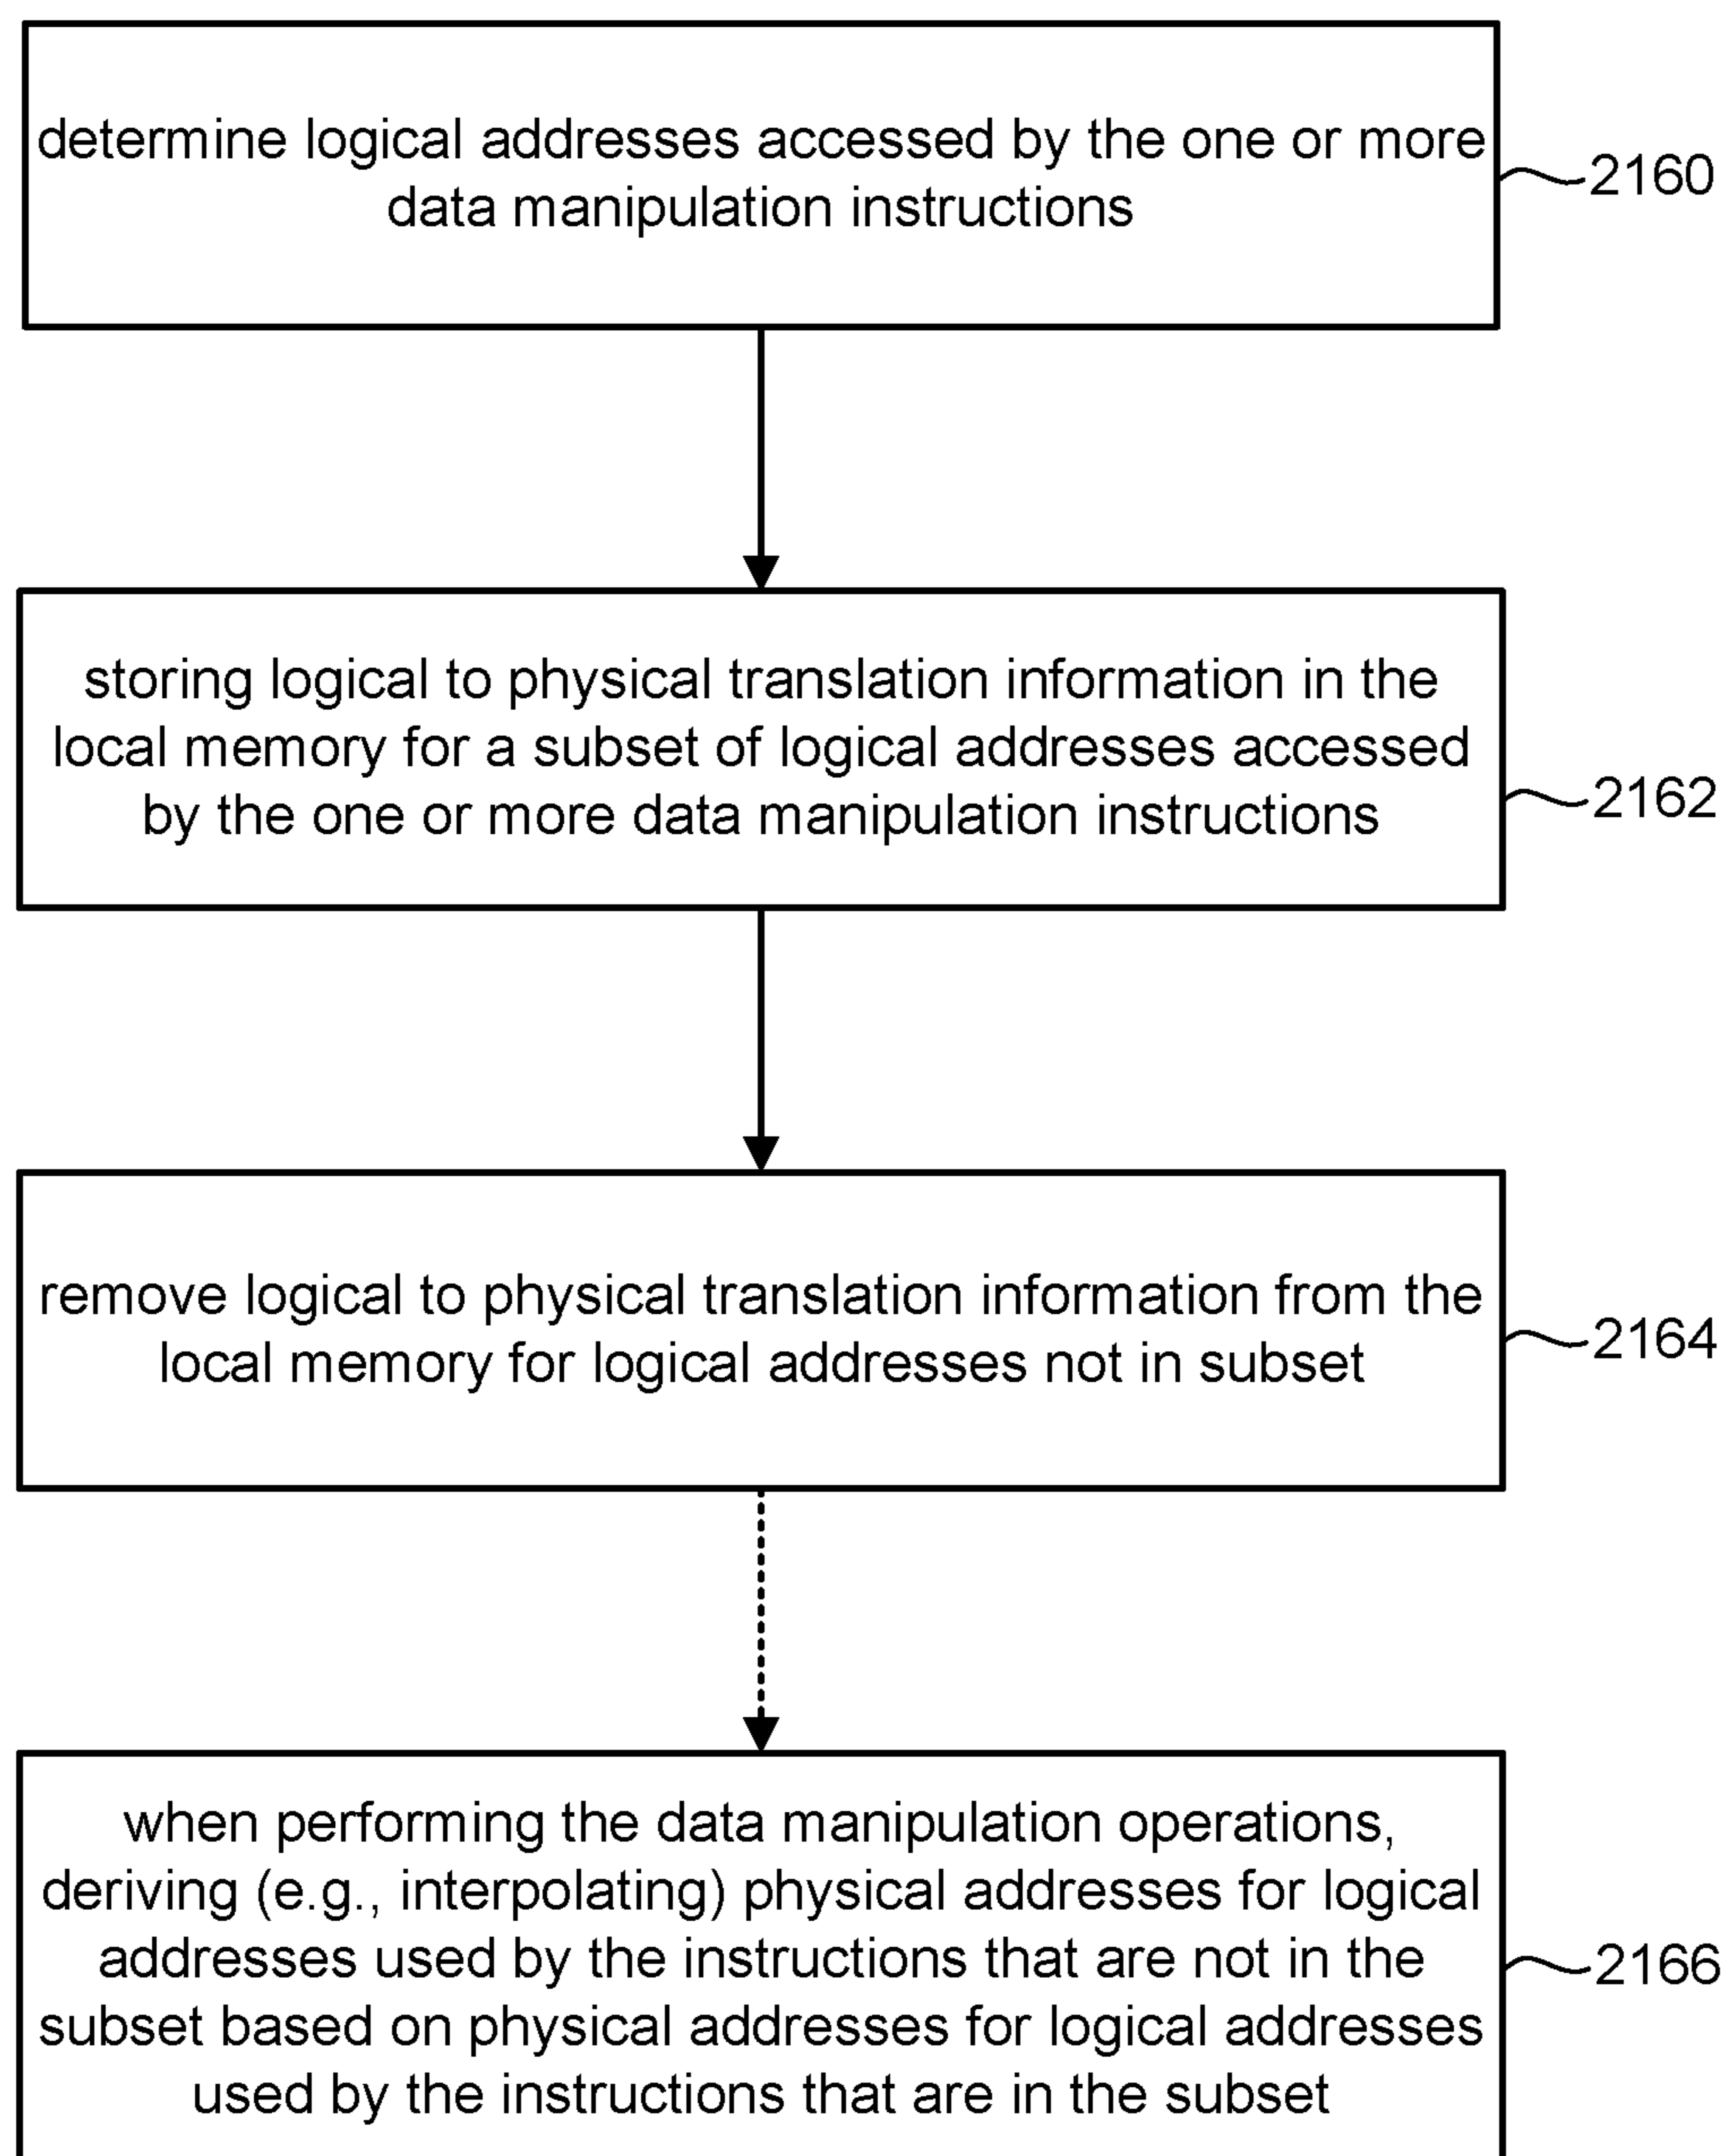 determine logical addresses accessed by the one or more
data manipulation instructions
2160
storing logical to physical translation information in the
local memory for a subset of logical addresses accessed
by the one or more data manipulation instructions
2162
remove logical to physical translation information from the
local memory for logical addresses not in subset
2164
when performing the data manipulation operations,
deriving (e.g., interpolating) physical addresses for logical
addresses used by the instructions that are not in the
subset based on physical addresses for logical addresses
used by the instructions that are in the subset
2166